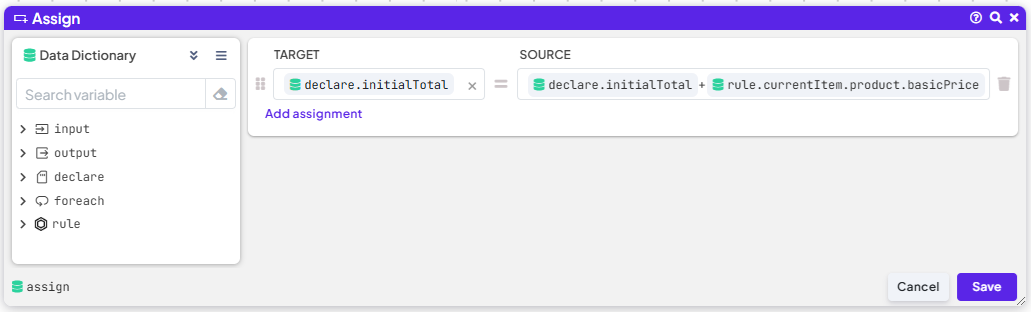 Assign
Data Dictionary
Search variable
input
output
declare
foreach
rule
TARGET SOURCE
declare.initialTotal × = declare.initialTotal + rule.currentItem.product.basicPrice
Add assignment
assign
Cancel Save